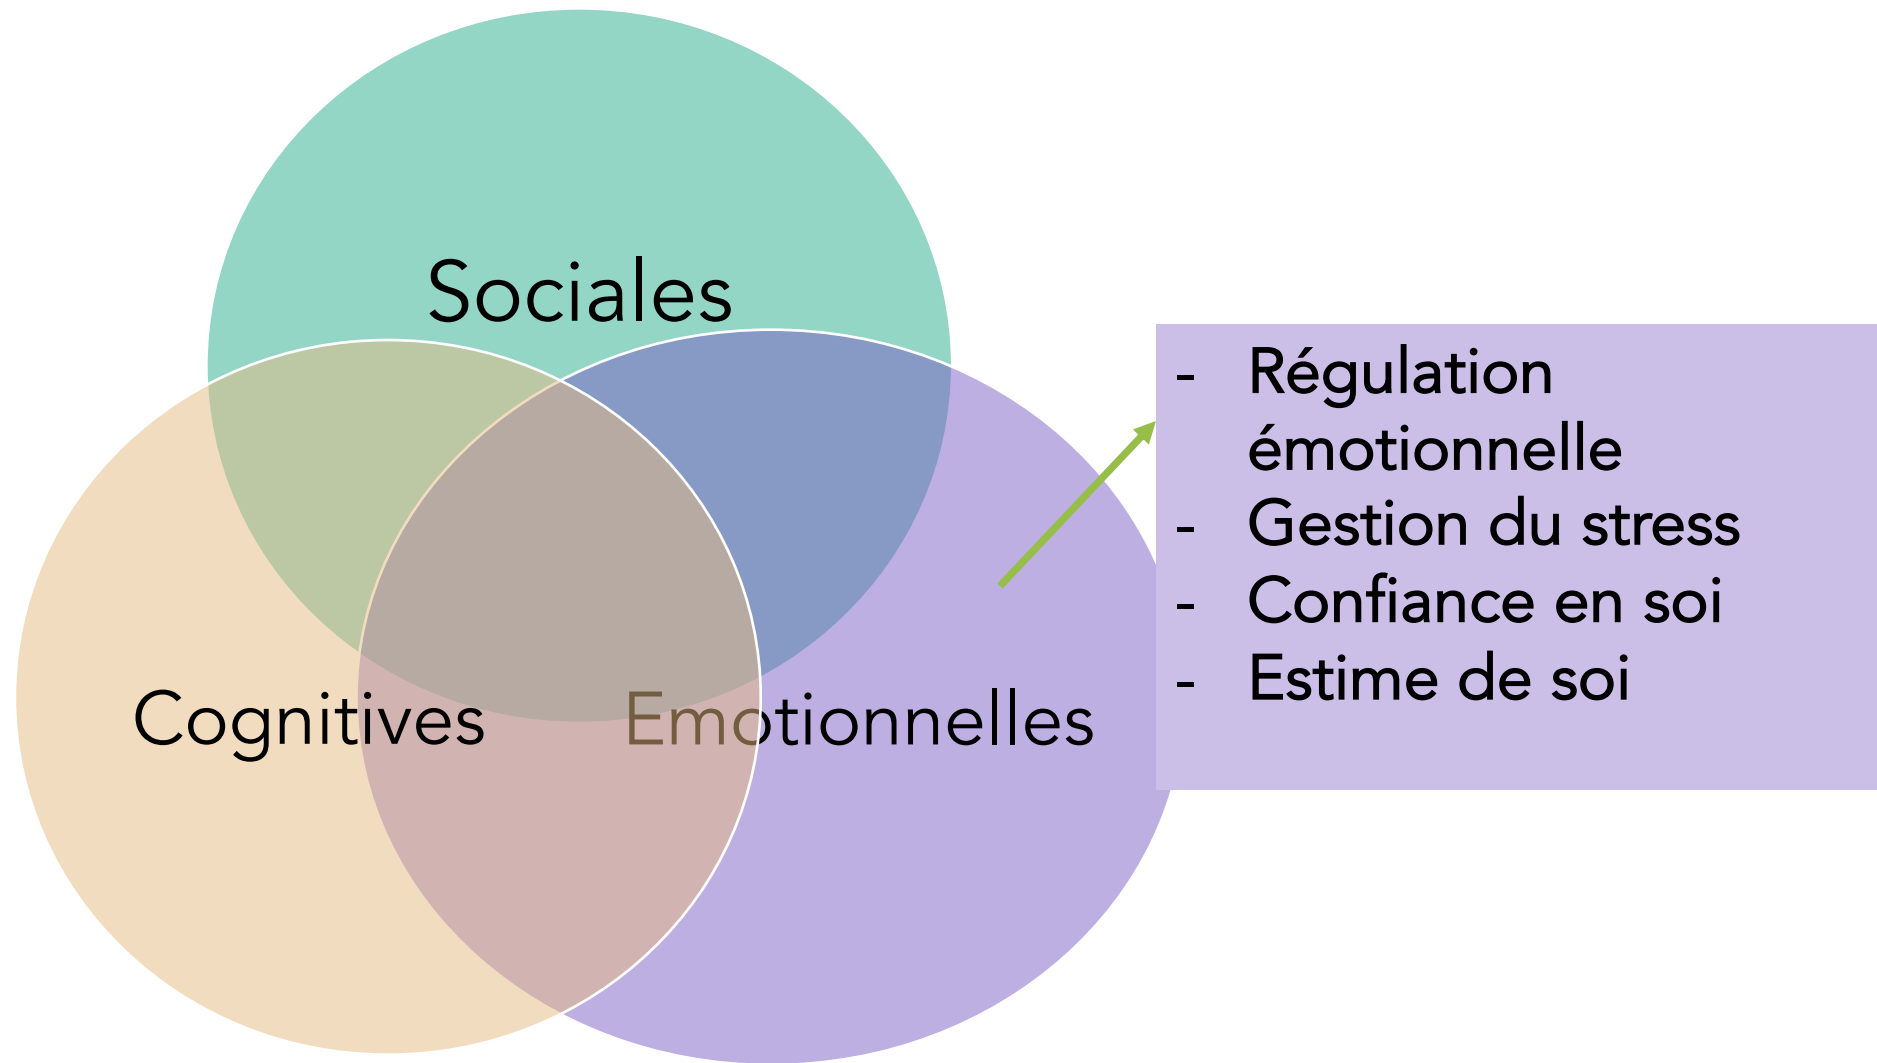 Sociales
Cognitives
Emotionnelles
- Régulation
émotionnelle
- Gestion du stress
- Confiance en soi
- Estime de soi